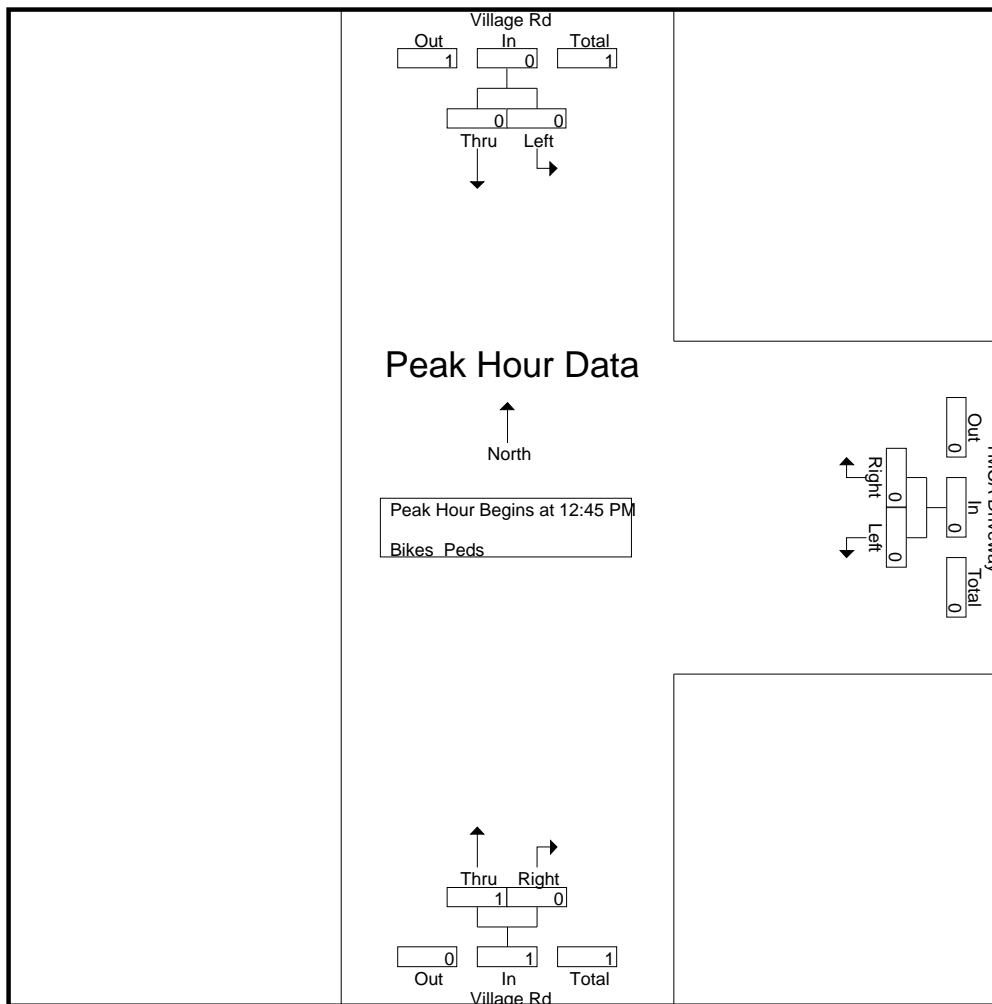 Village Rd
Out In Total
1 0 1
0 0
Thru Left
Peak Hour Data
North
Peak Hour Begins at 12:45 PM
Bikes Peds
Right Left
0 0
Out In Total
0 0 0
Driveway
Thru Right
1 0
0 1 1
Out In Total
Village Rd